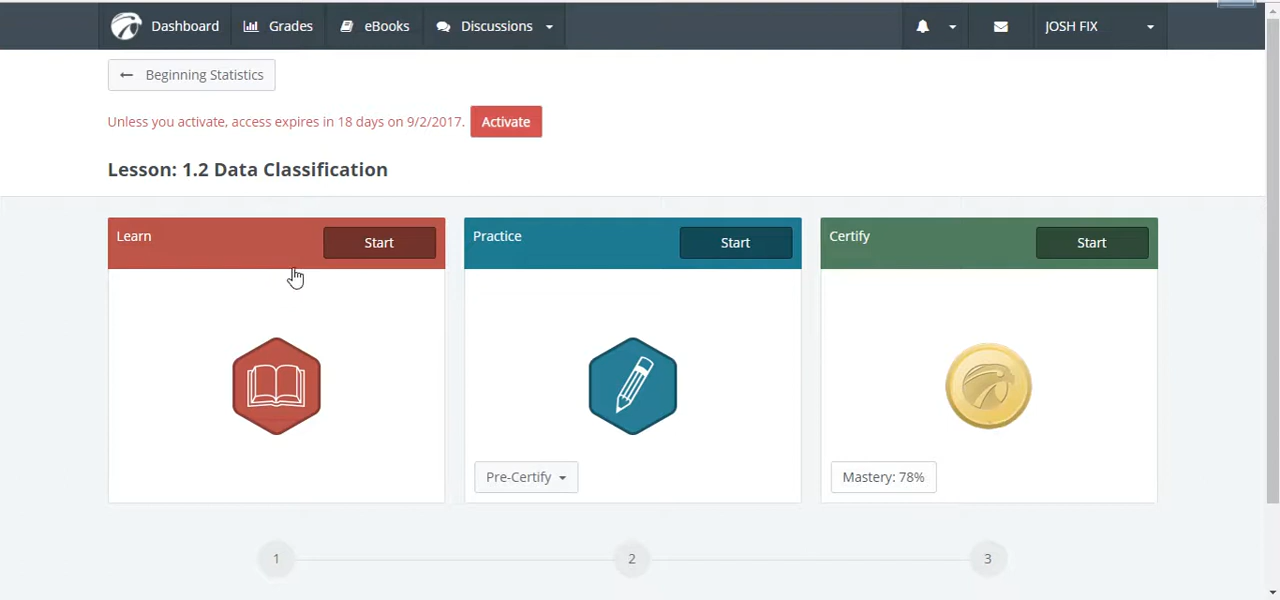 Dashboard Grades eBooks Discussions JOSH FIX
← Beginning Statistics
Unless you activate, access expires in 18 days on 9/2/2017. Activate
Lesson: 1.2 Data Classification
Learn Start Practice Start Certify Start
Pre-Certify Mastery: 78%
1 2 3